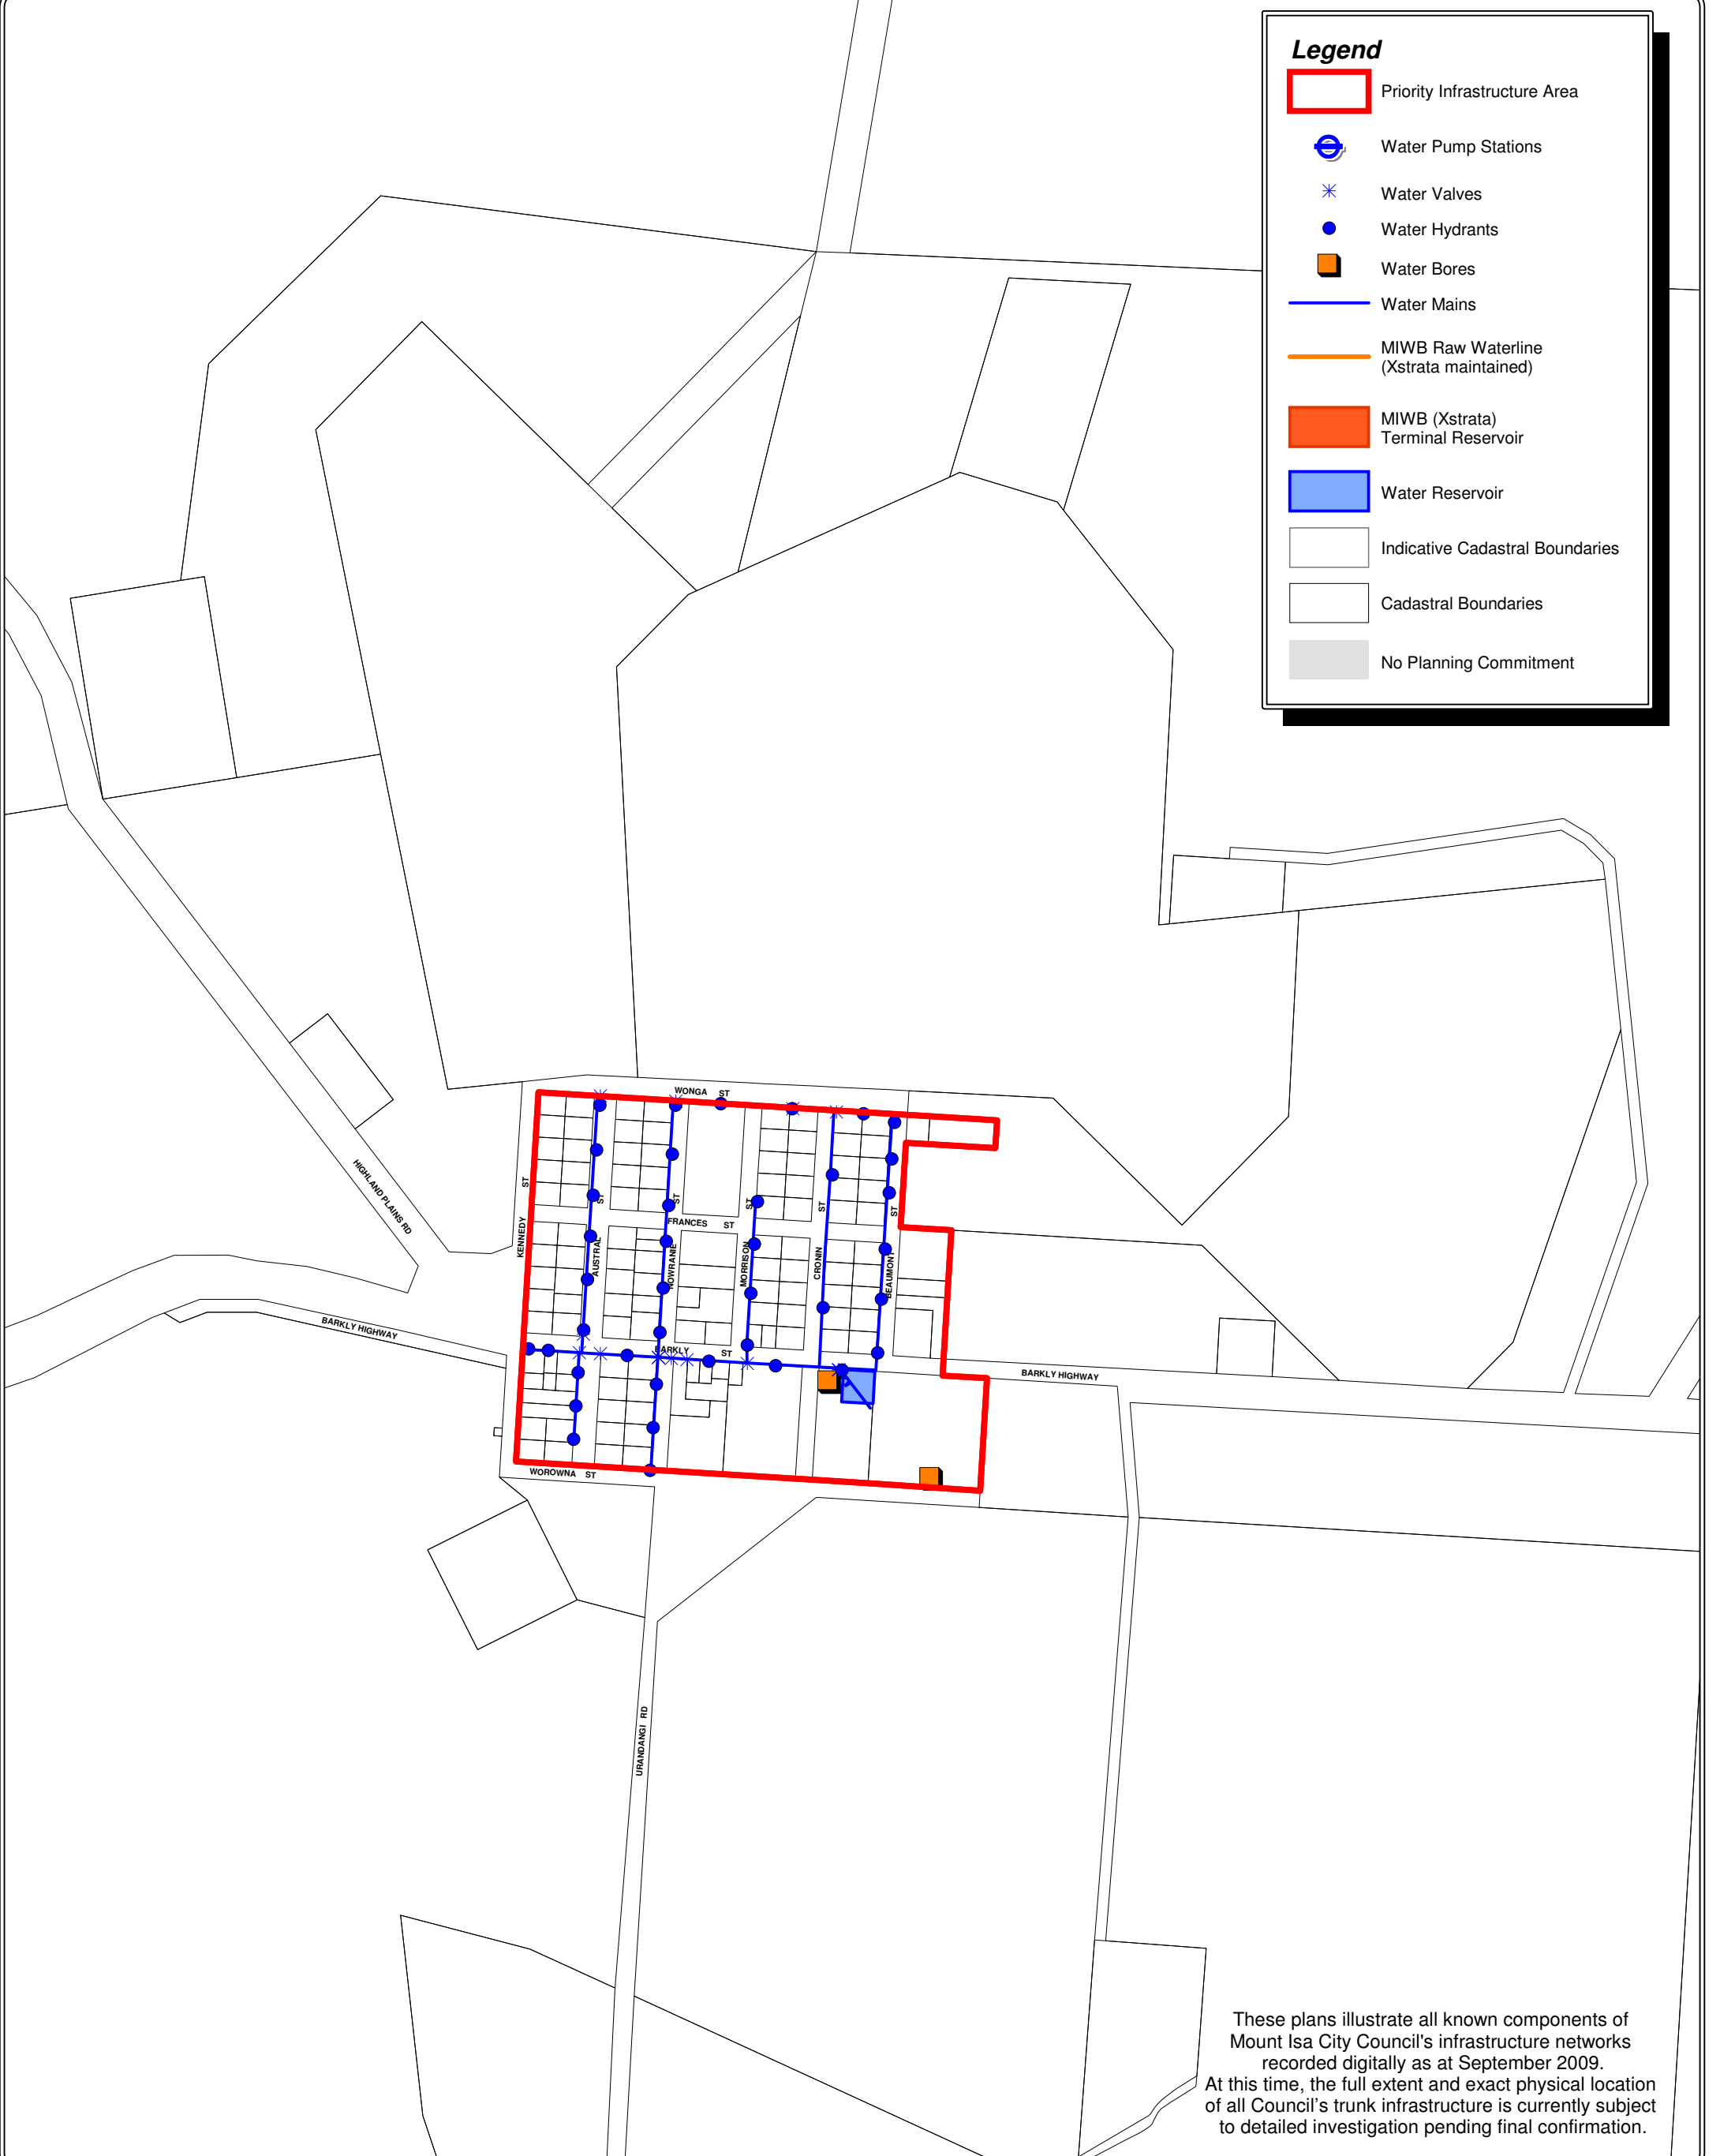 Legend
Priority Infrastructure Area
Water Pump Stations
Water Valves
Water Hydrants
Water Bores
Water Mains
MIWB Raw Waterline
(Xstrata maintained)
MIWB (Xstrata)
Terminal Reservoir
Water Reservoir
Indicative Cadastral Boundaries
Cadastral Boundaries
No Planning Commitment
WONGA ST
HIGHLAND PLAINS RD
KENNEDY ST
AUSTRAL ST
ST
MORRISON ST
CRONIN ST
BEAUMONT ST
FRANCES ST
BARKLY ST
BARKLY HIGHWAY
BARKLY HIGHWAY
WOROWNA ST
URANDANGI RD
These plans illustrate all known components of
Mount Isa City Council's infrastructure networks
recorded digitally as at September 2009.
At this time, the full extent and exact physical location
of all Council's trunk infrastructure is currently subject
to detailed investigation pending final confirmation.